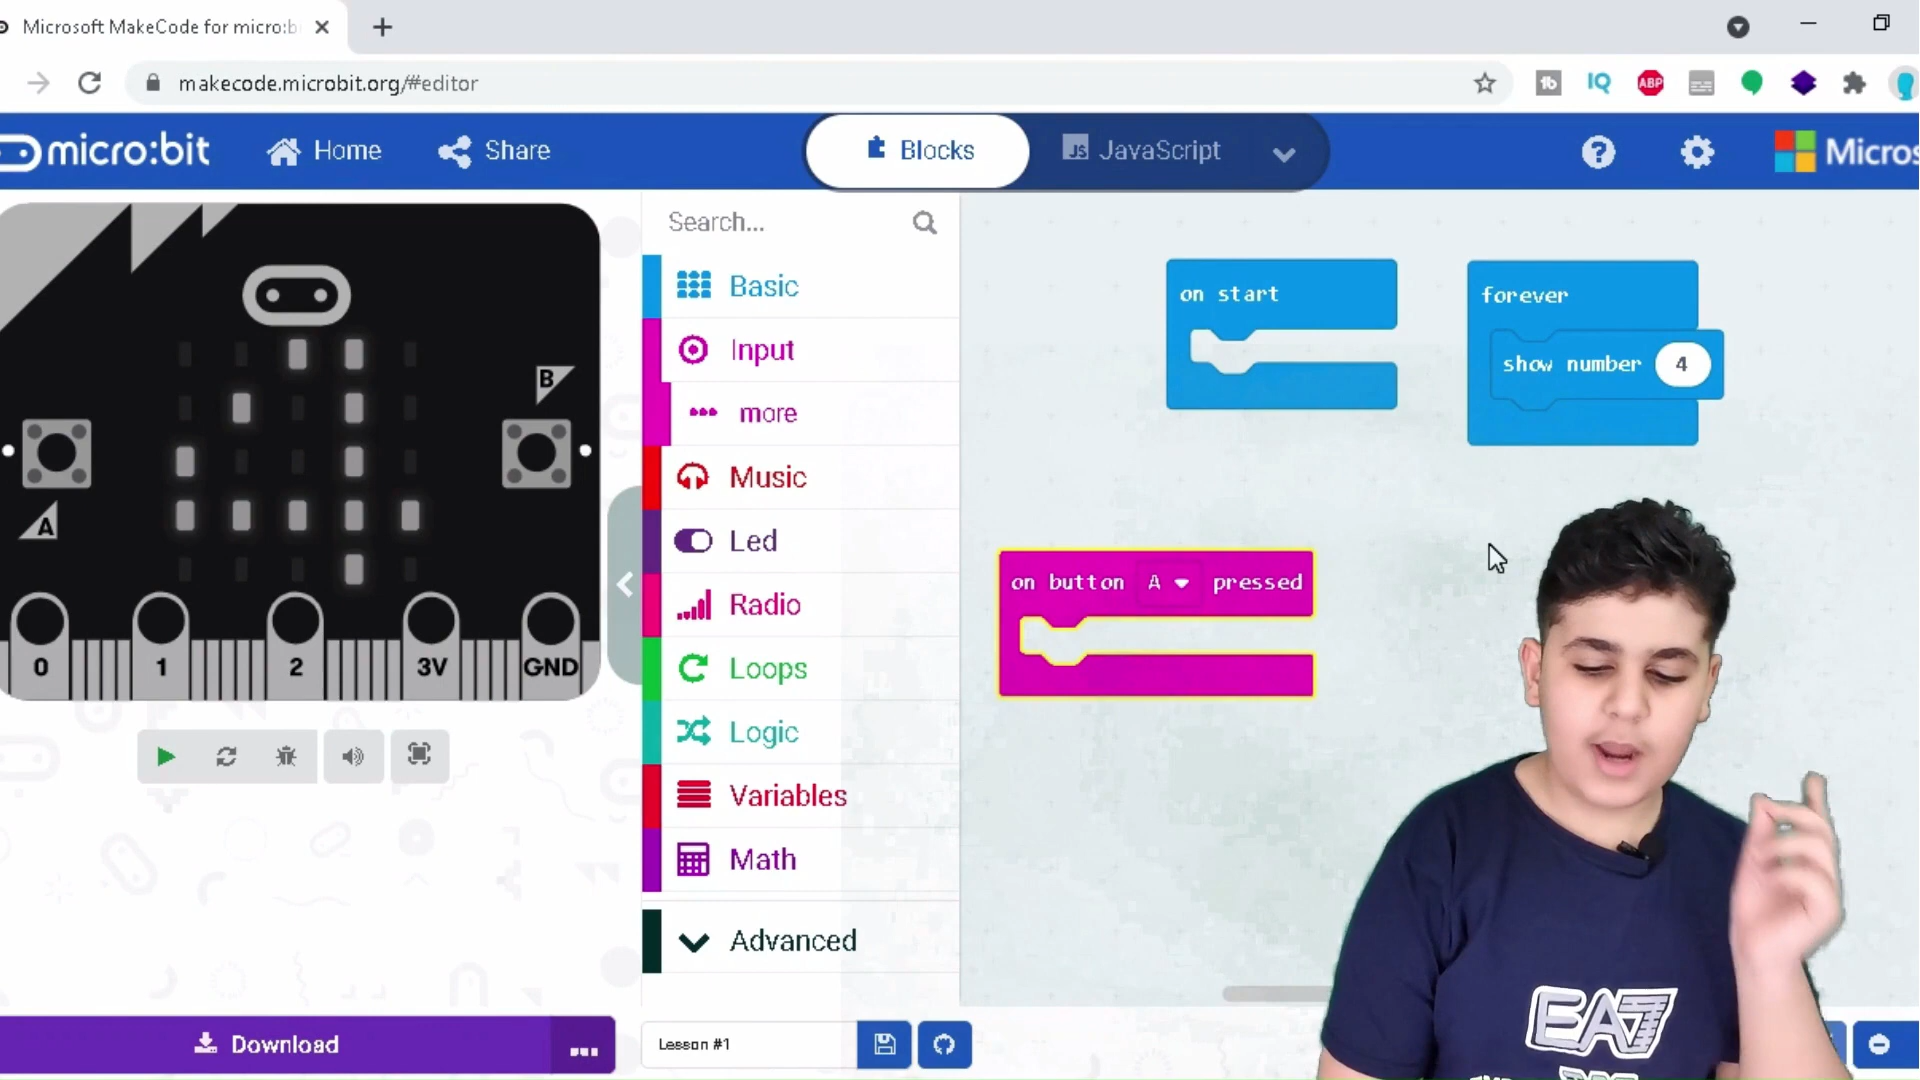 Microsoft MakeCode for micro:b
makecode.microbit.org/#editor
ABP
micro:bit
Home
Share
Blocks
JS JavaScript
Micros
Search...
Basic
Input
more
Music
Led
Radio
Loops
Logic
Variables
Math
Advanced
B
A
0
1
2
3V
GND
on start
forever
show number 4
on button A pressed
EA7
Download
Lesson #1